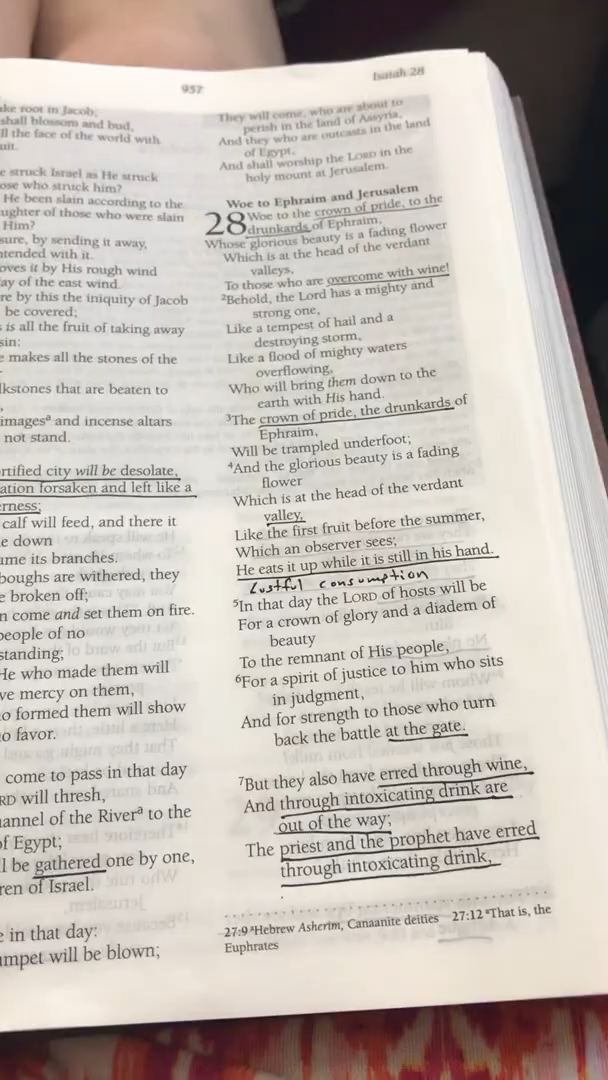 957
Isaiah 28
ake root in Jacob;
shall blossom and bud,
ll the face of the world with
uit.
e struck Israel as He struck
ose who struck him?
He been slain according to the
ughter of those who were slain
Him?
sure, by sending it away,
ntended with it.
oves it by His rough wind
ay of the east wind.
re by this the iniquity of Jacob
be covered;
is all the fruit of taking away
sin:
e makes all the stones of the
lkstones that are beaten to
images^a and incense altars
not stand.
rtified city will be desolate,
ation forsaken and left like a
erness;
calf will feed, and there it
e down
ume its branches.
boughs are withered, they
e broken off;
n come and set them on fire.
people of no
standing;
He who made them will
ve mercy on them,
o formed them will show
o favor.
come to pass in that day
RD will thresh,
annel of the River^a to the
of Egypt;
l be gathered one by one,
ren of Israel.
e in that day:
umpet will be blown;
They will come, who are about to
perish in the land of Assyria,
And they who are outcasts in the land
of Egypt,
And shall worship the LORD in the
holy mount at Jerusalem.
Woe to Ephraim and Jerusalem
28 Woe to the crown of pride, to the
drunkards of Ephraim,
Whose glorious beauty is a fading flower
Which is at the head of the verdant
valleys,
To those who are overcome with wine!
2Behold, the Lord has a mighty and
strong one,
Like a tempest of hail and a
destroying storm,
Like a flood of mighty waters
overflowing,
Who will bring them down to the
earth with His hand.
3The crown of pride, the drunkards of
Ephraim,
Will be trampled underfoot;
4And the glorious beauty is a fading
flower
Which is at the head of the verdant
valley,
Like the first fruit before the summer,
Which an observer sees;
He eats it up while it is still in his hand.
Lustful consumption
5In that day the LORD of hosts will be
For a crown of glory and a diadem of
beauty
To the remnant of His people,
6For a spirit of justice to him who sits
in judgment,
And for strength to those who turn
back the battle at the gate.
7But they also have erred through wine,
And through intoxicating drink are
out of the way;
The priest and the prophet have erred
through intoxicating drink,
27:9 ^aHebrew Asherim, Canaanite deities 27:12 ^aThat is, the
Euphrates